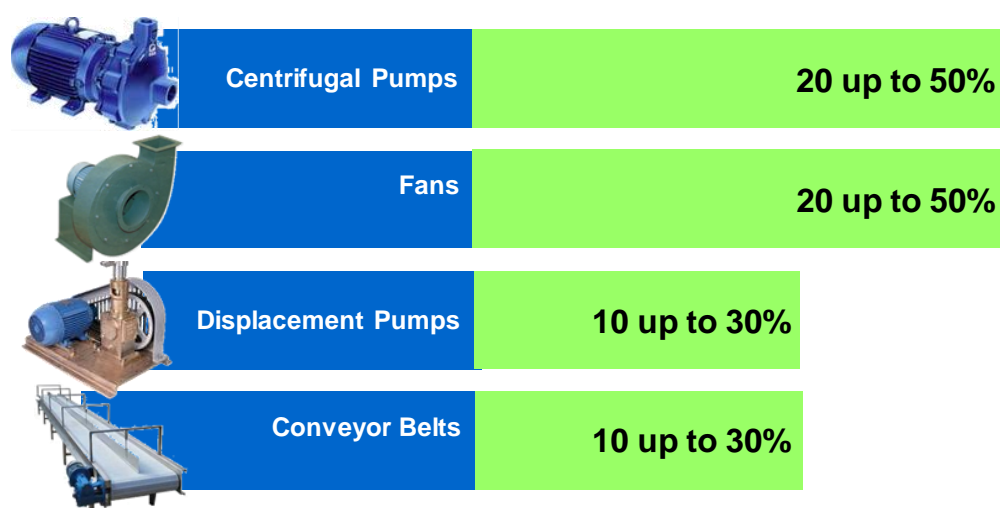 Centrifugal Pumps
20 up to 50%
Fans
20 up to 50%
Displacement Pumps
10 up to 30%
Conveyor Belts
10 up to 30%